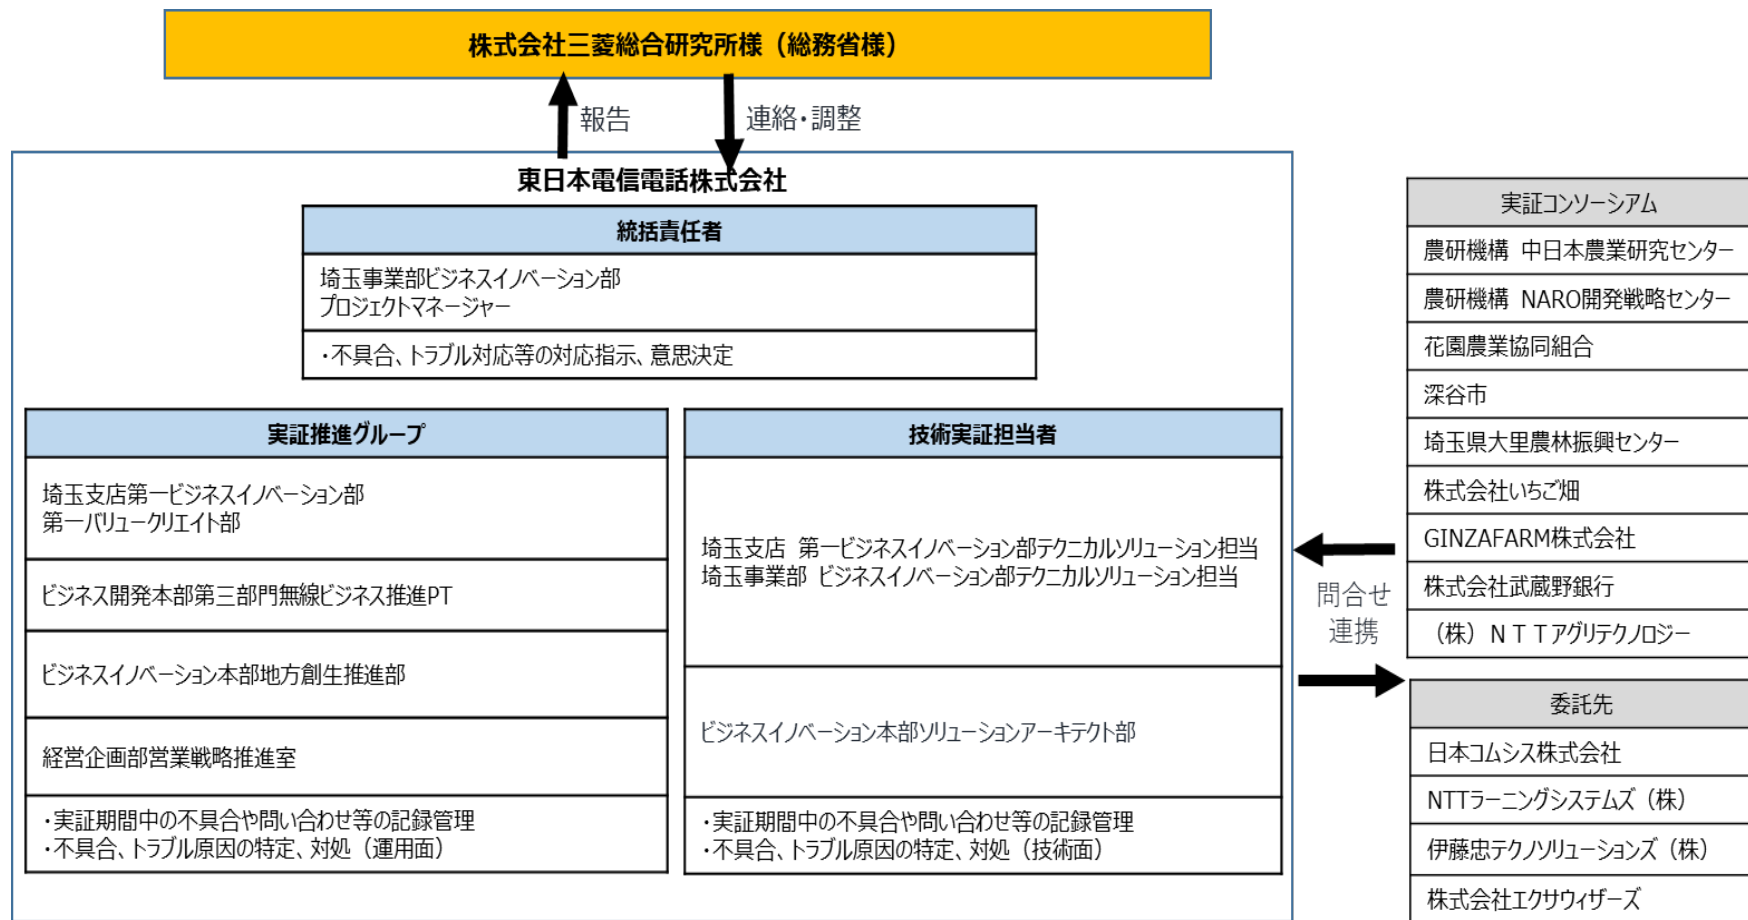 株式会社三菱総合研究所様（総務省様）
報告
連絡・調整
東日本電信電話株式会社
統括責任者
埼玉事業部ビジネスイノベーション部
プロジェクトマネージャー
・不具合、トラブル対応等の対応指示、意思決定
実証推進グループ
埼玉支店第一ビジネスイノベーション部
第一バリュークリエイト部
ビジネス開発本部第三部門無線ビジネス推進PT
ビジネスイノベーション本部地方創生推進部
経営企画部営業戦略推進室
・実証期間中の不具合や問い合わせ等の記録管理
・不具合、トラブル原因の特定、対処（運用面）
技術実証担当者
埼玉支店 第一ビジネスイノベーション部テクニカルソリューション担当
埼玉事業部 ビジネスイノベーション部テクニカルソリューション担当
ビジネスイノベーション本部ソリューションアーキテクト部
・実証期間中の不具合や問い合わせ等の記録管理
・不具合、トラブル原因の特定、対処（技術面）
問合せ
連携
実証コンソーシアム
農研機構 中日本農業研究センター
農研機構 NARO開発戦略センター
花園農業協同組合
深谷市
埼玉県大里農林振興センター
株式会社いちご畑
GINZAFARM株式会社
株式会社武蔵野銀行
（株）ＮＴＴアグリテクノロジー
委託先
日本コムシス株式会社
NTTラーニングシステムズ（株）
伊藤忠テクノソリューションズ（株）
株式会社エクサウィザーズ